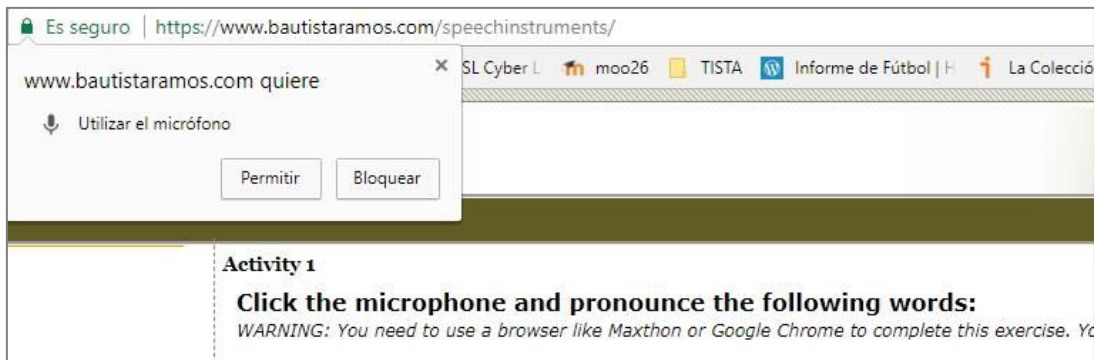 Es seguro | https://www.bautistaramos.com/speechinstruments/
www.bautistaramos.com quiere ×
Utilizar el micrófono
Permitir Bloquear
SL Cyber moo26 TISTA Informe de Fútbol | H La Colecció
Activity 1
Click the microphone and pronounce the following words:
WARNING: You need to use a browser like Maxthon or Google Chrome to complete this exercise. Yo